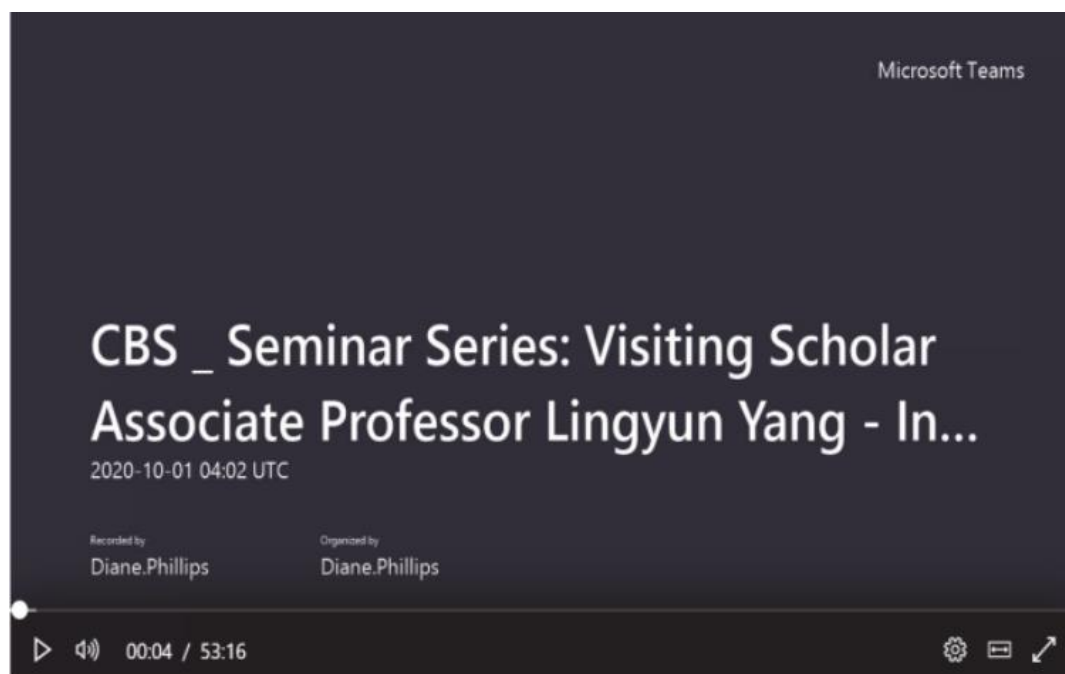 Microsoft Teams
CBS _ Seminar Series: Visiting Scholar
Associate Professor Lingyun Yang - In...
2020-10-01 04:02 UTC
Recorded by
Organized by
Diane.Phillips
Diane.Phillips
00:04 / 53:16